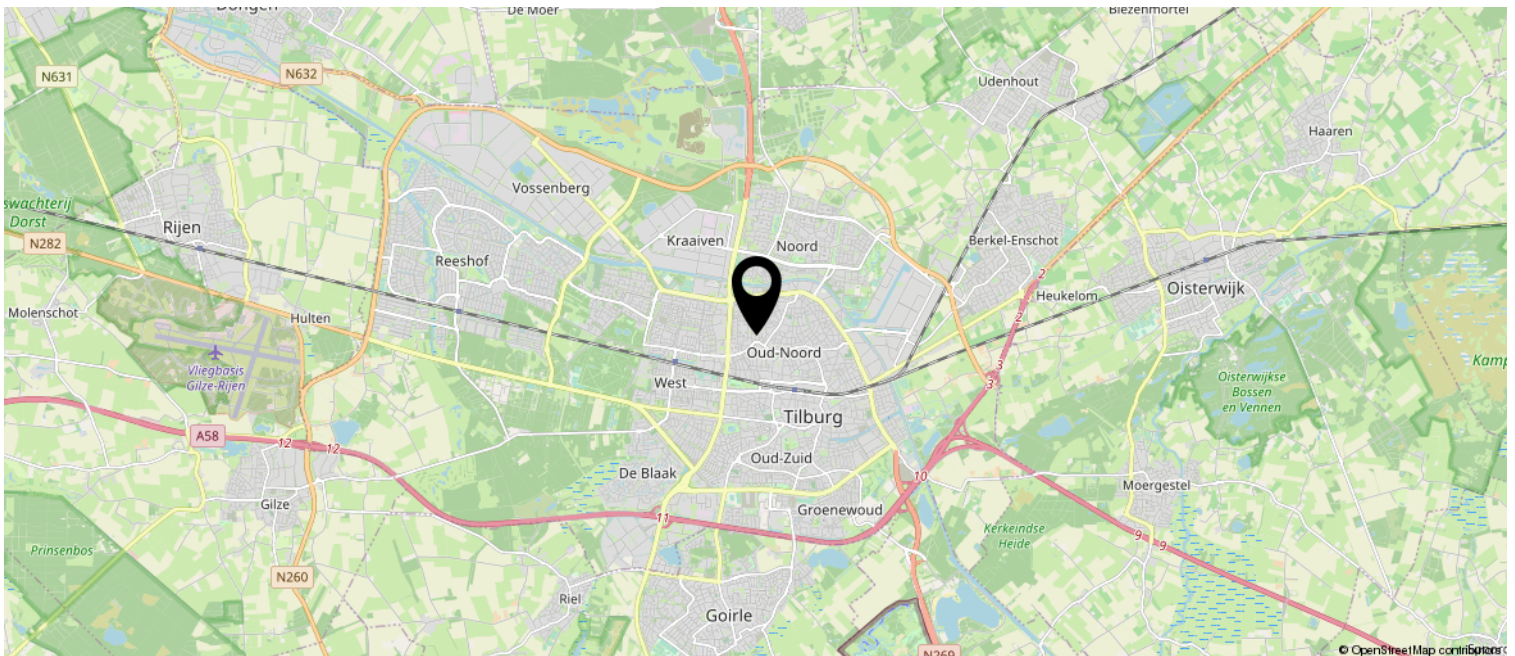 Dongen
De Moer
Biezenmortel
N631
N632
Udenhout
Haaren
Vossenberg
swachterij
Dorst
Rijen
N282
Kraaiven
Noord
Berkel-Enschot
Reeshof
2
Heukelom
Oisterwijk
Molenschot
Hulten
2
Vliegbasis
Gilze-Rijen
Oud-Noord
3
3
West
Oisterwijkse
Bossen
en Vennen
Kamp
Tilburg
A58
12
12
Oud-Zuid
De Blaak
10
Moergestel
Gilze
11
Groenewoud
Kerkeindse
Heide
9
9
Prinsenbos
N260
Riel
Goirle
N269
© OpenStreetMap contributors